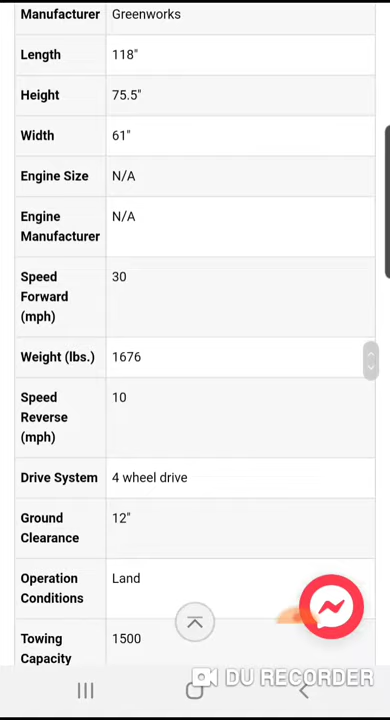 Manufacturer Greenworks
Length 118"
Height 75.5"
Width 61"
Engine Size N/A
Engine N/A
Manufacturer
Speed 30
Forward
(mph)
Weight (lbs.) 1676
Speed 10
Reverse
(mph)
Drive System 4 wheel drive
Ground 12"
Clearance
Operation Land
Conditions
Towing 1500
Capacity
DU RECORDER